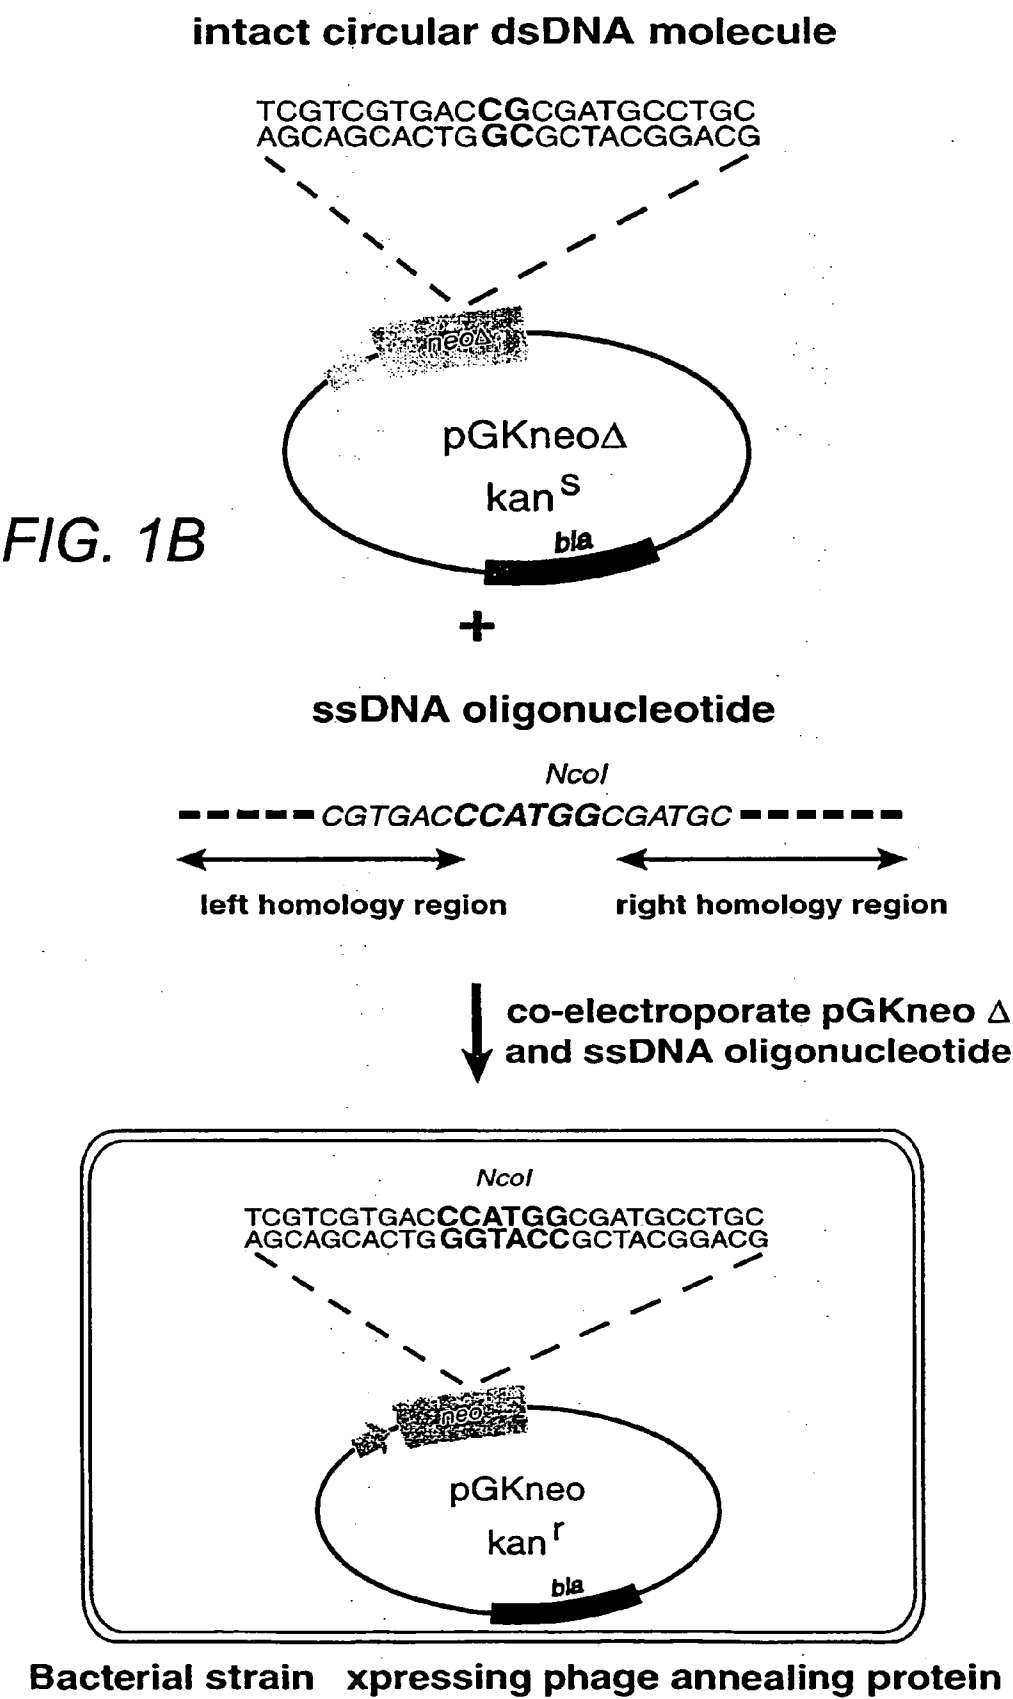 intact circular dsDNA molecule
TCGTCGTGACCGCGATGCCTGC
AGCAGCACTGGCGCTACGGACG
neoΔ
pGKneoΔ
kan s
bla
FIG. 1B
+
ssDNA oligonucleotide
NcoI
CGTGACCCATGGCGATGC
left homology region right homology region
co-electroporate pGKneo Δ
and ssDNA oligonucleotide
NcoI
TCGTCGTGACCCATGGCGATGCCTGC
AGCAGCACTGGGTACCGCTACGGACG
neo
pGKneo
kan r
bla
Bacterial strain xpressing phage annealing protein